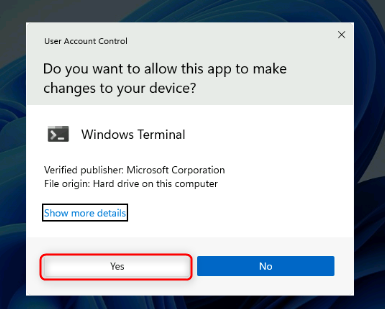 User Account Control
Do you want to allow this app to make
changes to your device?
Windows Terminal
Verified publisher: Microsoft Corporation
File origin: Hard drive on this computer
Show more details
Yes
No